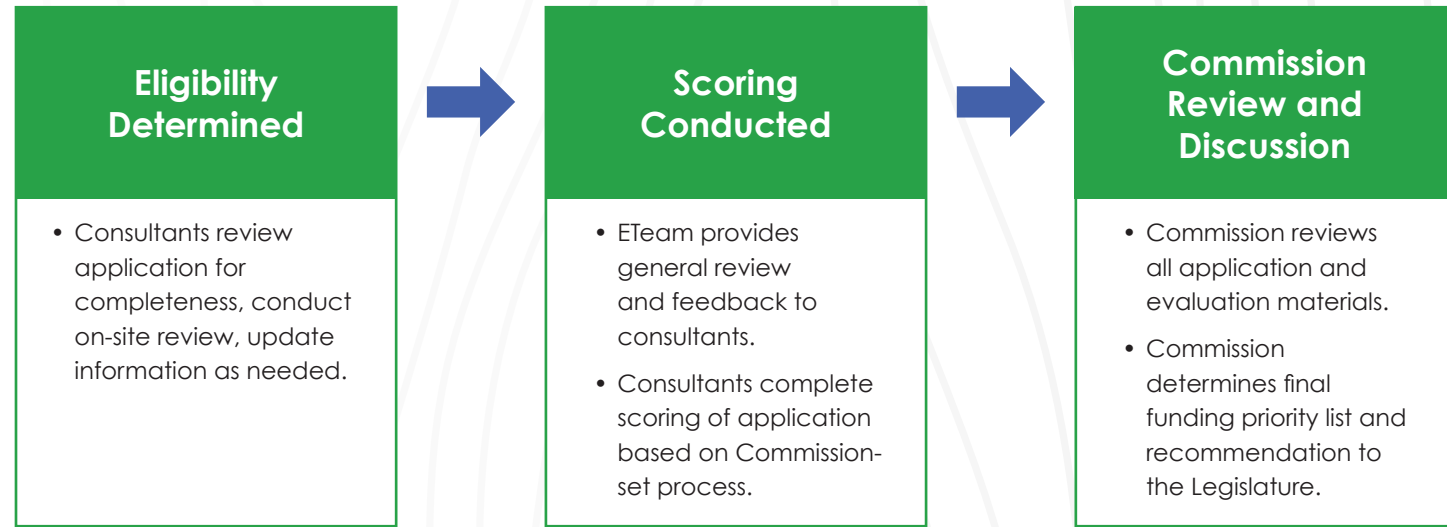 Eligibility
Determined
• Consultants review
application for
completeness, conduct
on-site review, update
information as needed.
Scoring
Conducted
• ETeam provides
general review
and feedback to
consultants.
• Consultants complete
scoring of application
based on Commission-
set process.
Commission
Review and
Discussion
• Commission reviews
all application and
evaluation materials.
• Commission
determines final
funding priority list and
recommendation to
the Legislature.